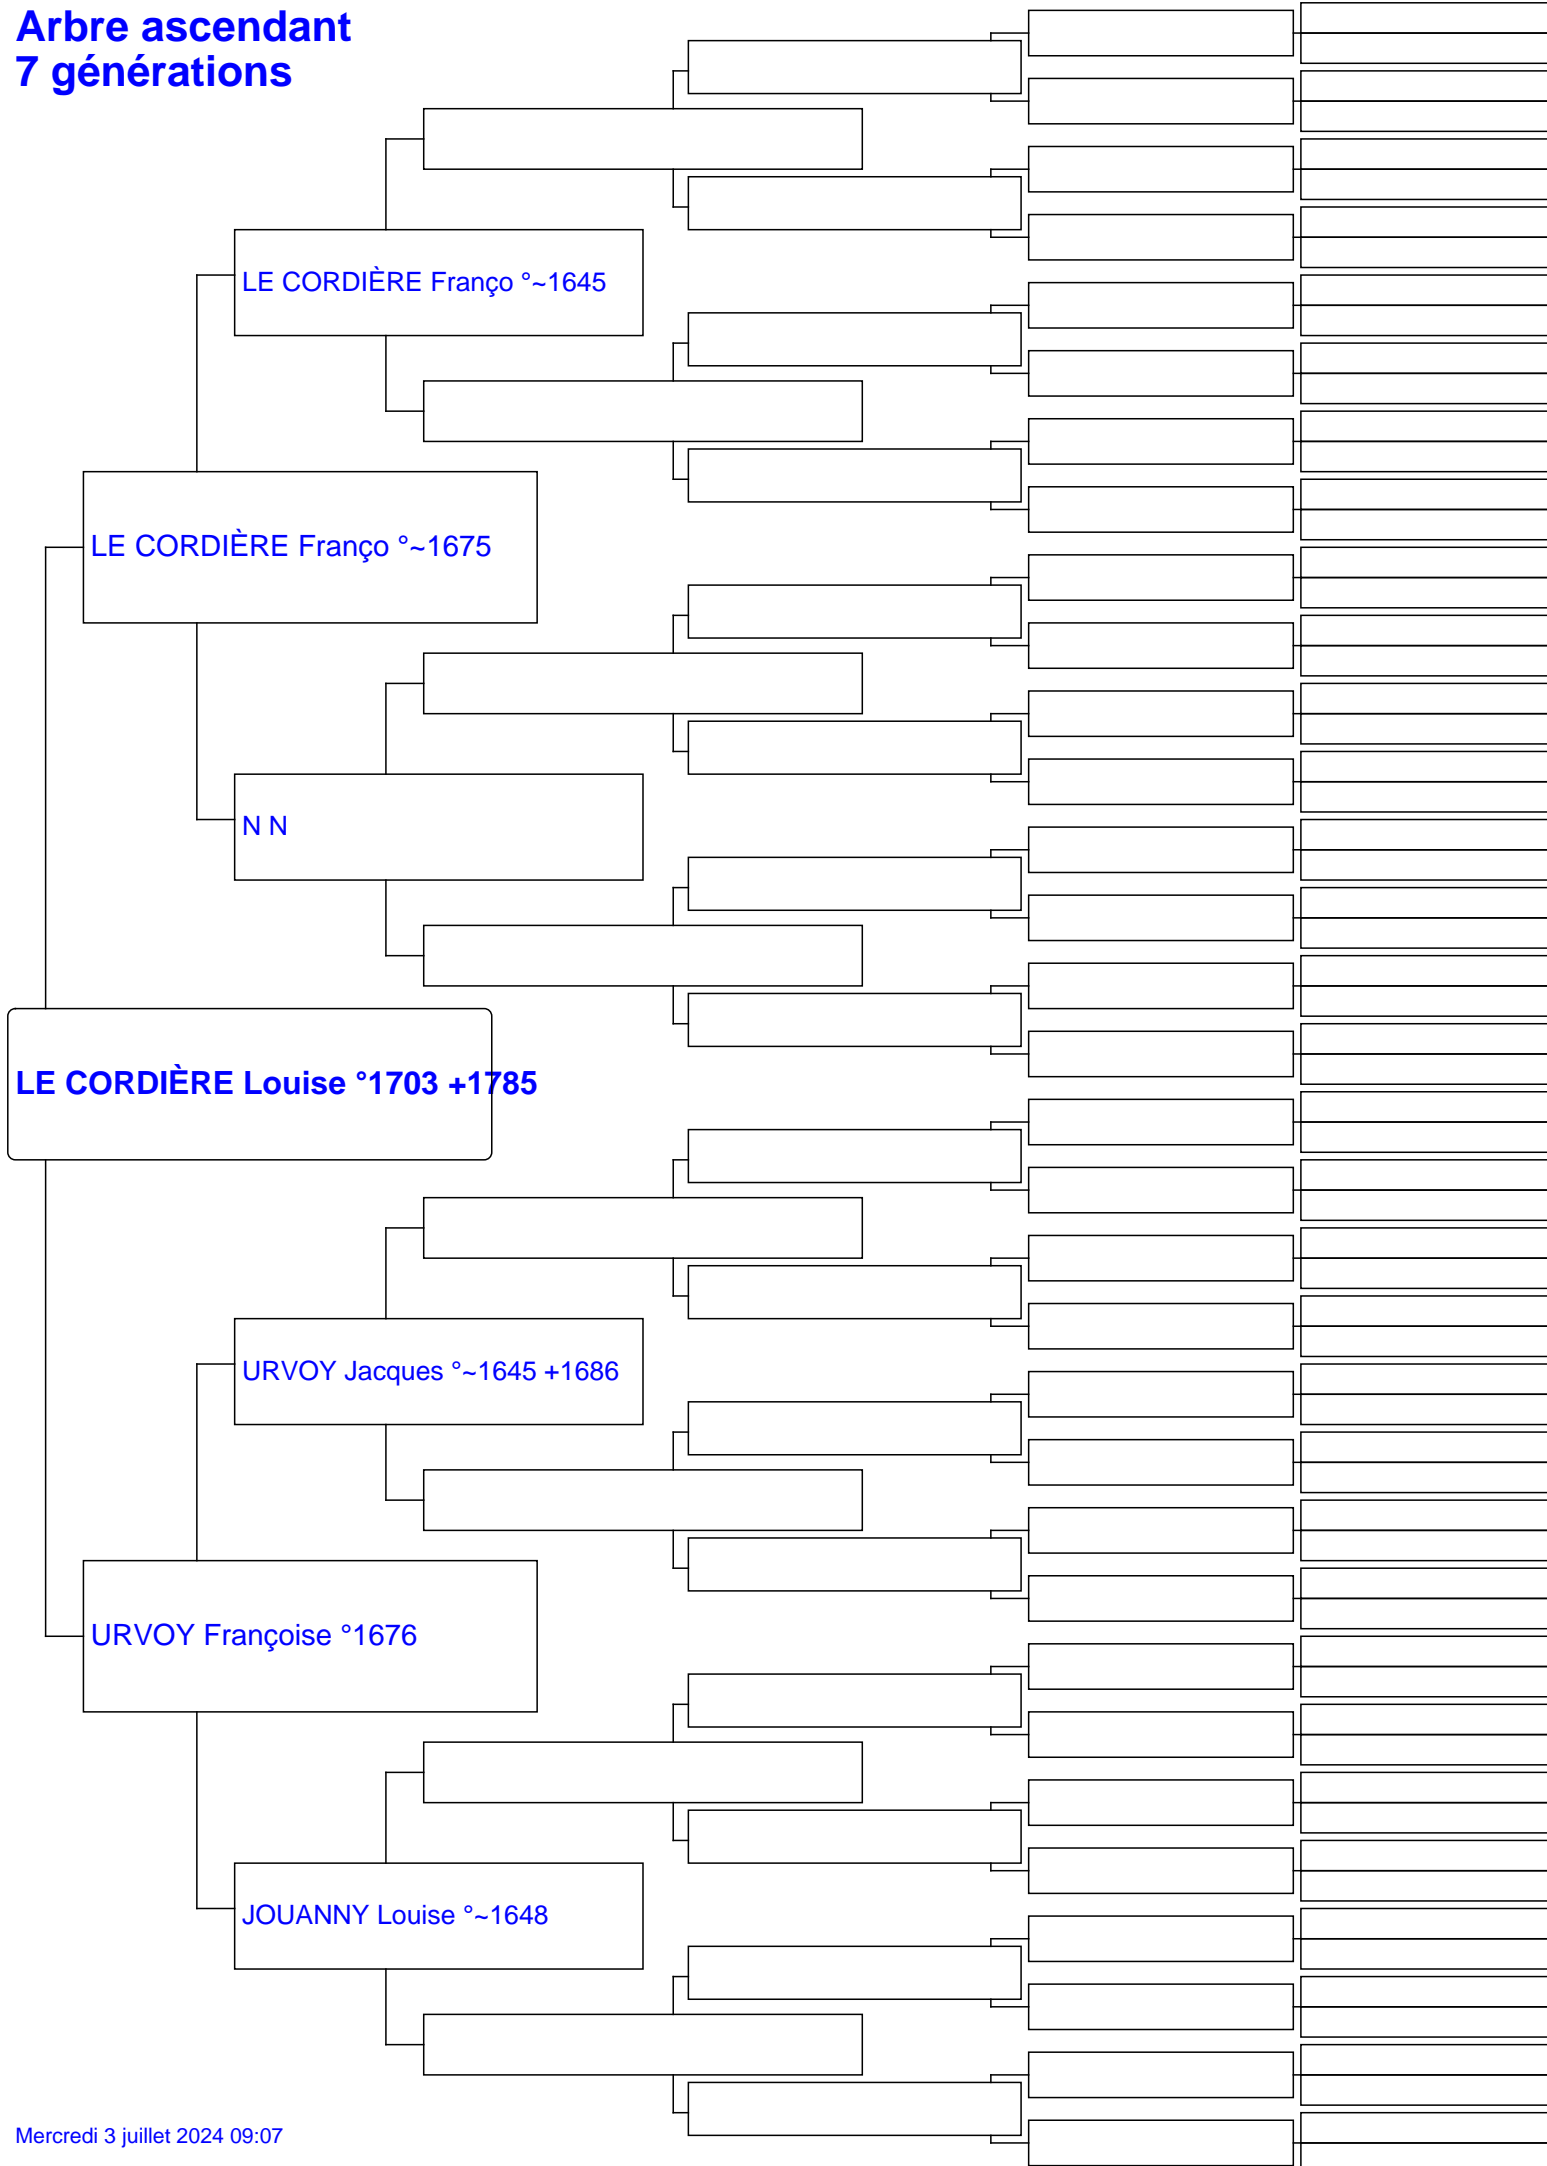 Arbre ascendant
7 générations
LE CORDIÈRE Franço °~1645
LE CORDIÈRE Franço °~1675
N N
LE CORDIÈRE Louise °1703 +1785
URVOY Jacques °~1645 +1686
URVOY Françoise °1676
JOUANNY Louise °~1648
Mercredi 3 juillet 2024 09:07